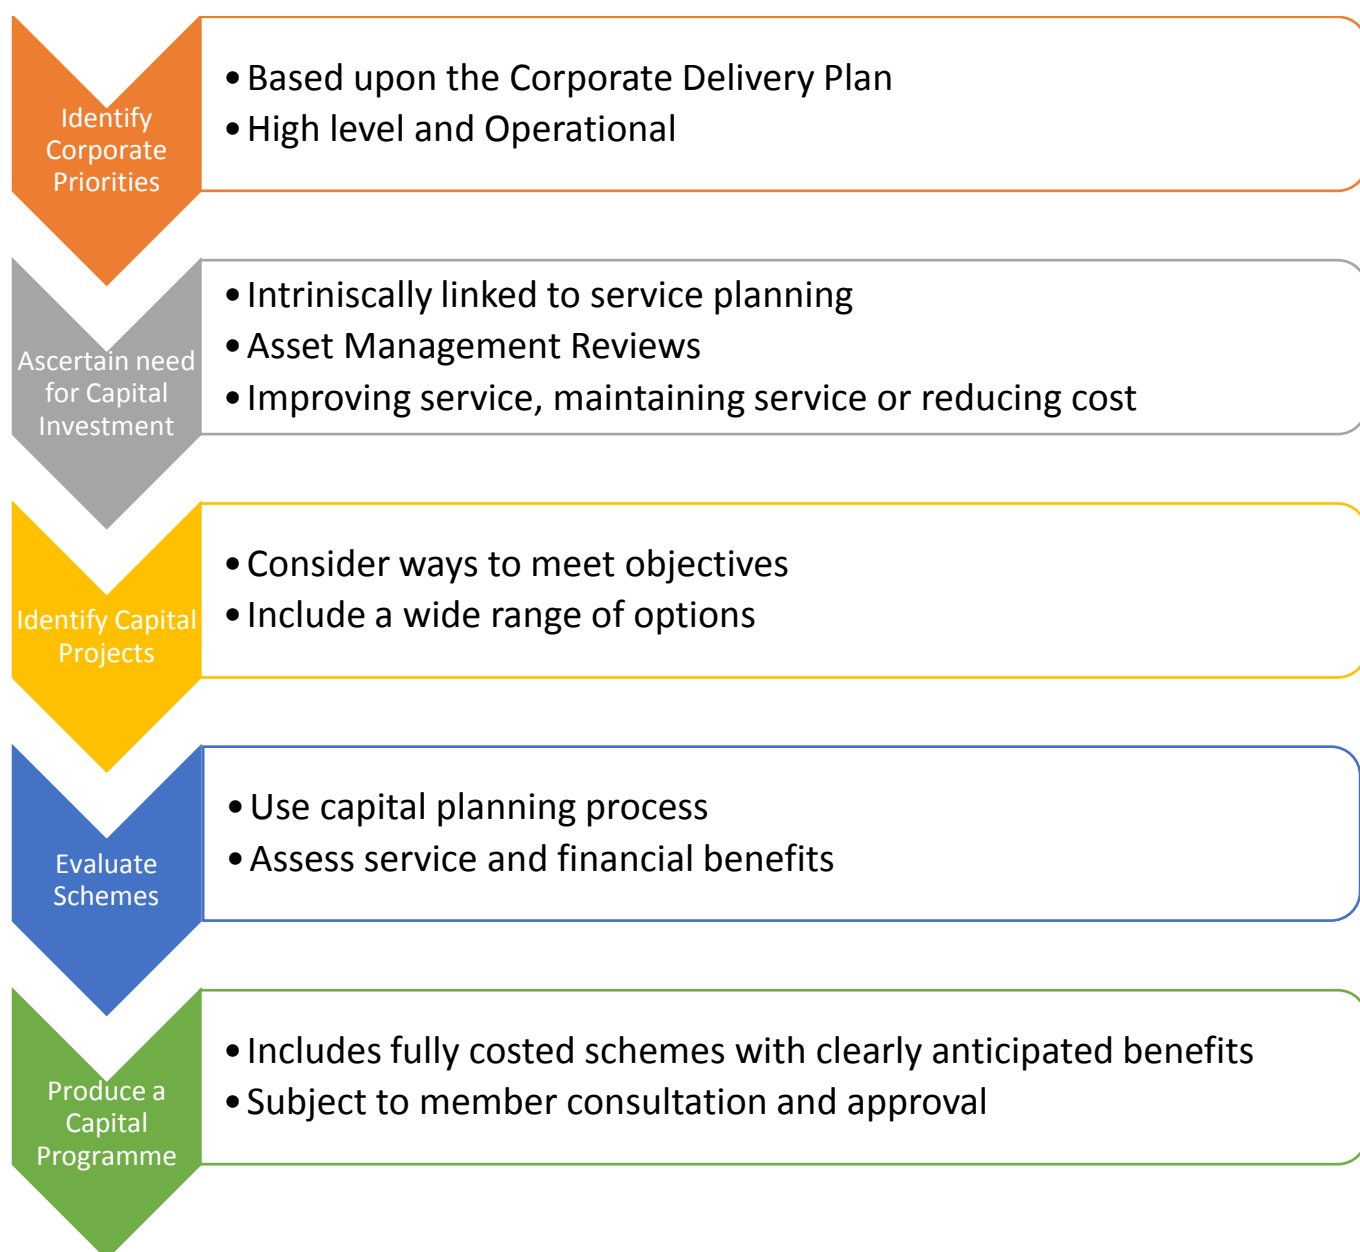 Identify
Corporate
Priorities
•Based upon the Corporate Delivery Plan
•High level and Operational
Ascertain need
for Capital
Investment
•Intriniscally linked to service planning
•Asset Management Reviews
•Improving service, maintaining service or reducing cost
Identify Capital
Projects
•Consider ways to meet objectives
•Include a wide range of options
Evaluate
Schemes
•Use capital planning process
•Assess service and financial benefits
Produce a
Capital
Programme
•Includes fully costed schemes with clearly anticipated benefits
•Subject to member consultation and approval